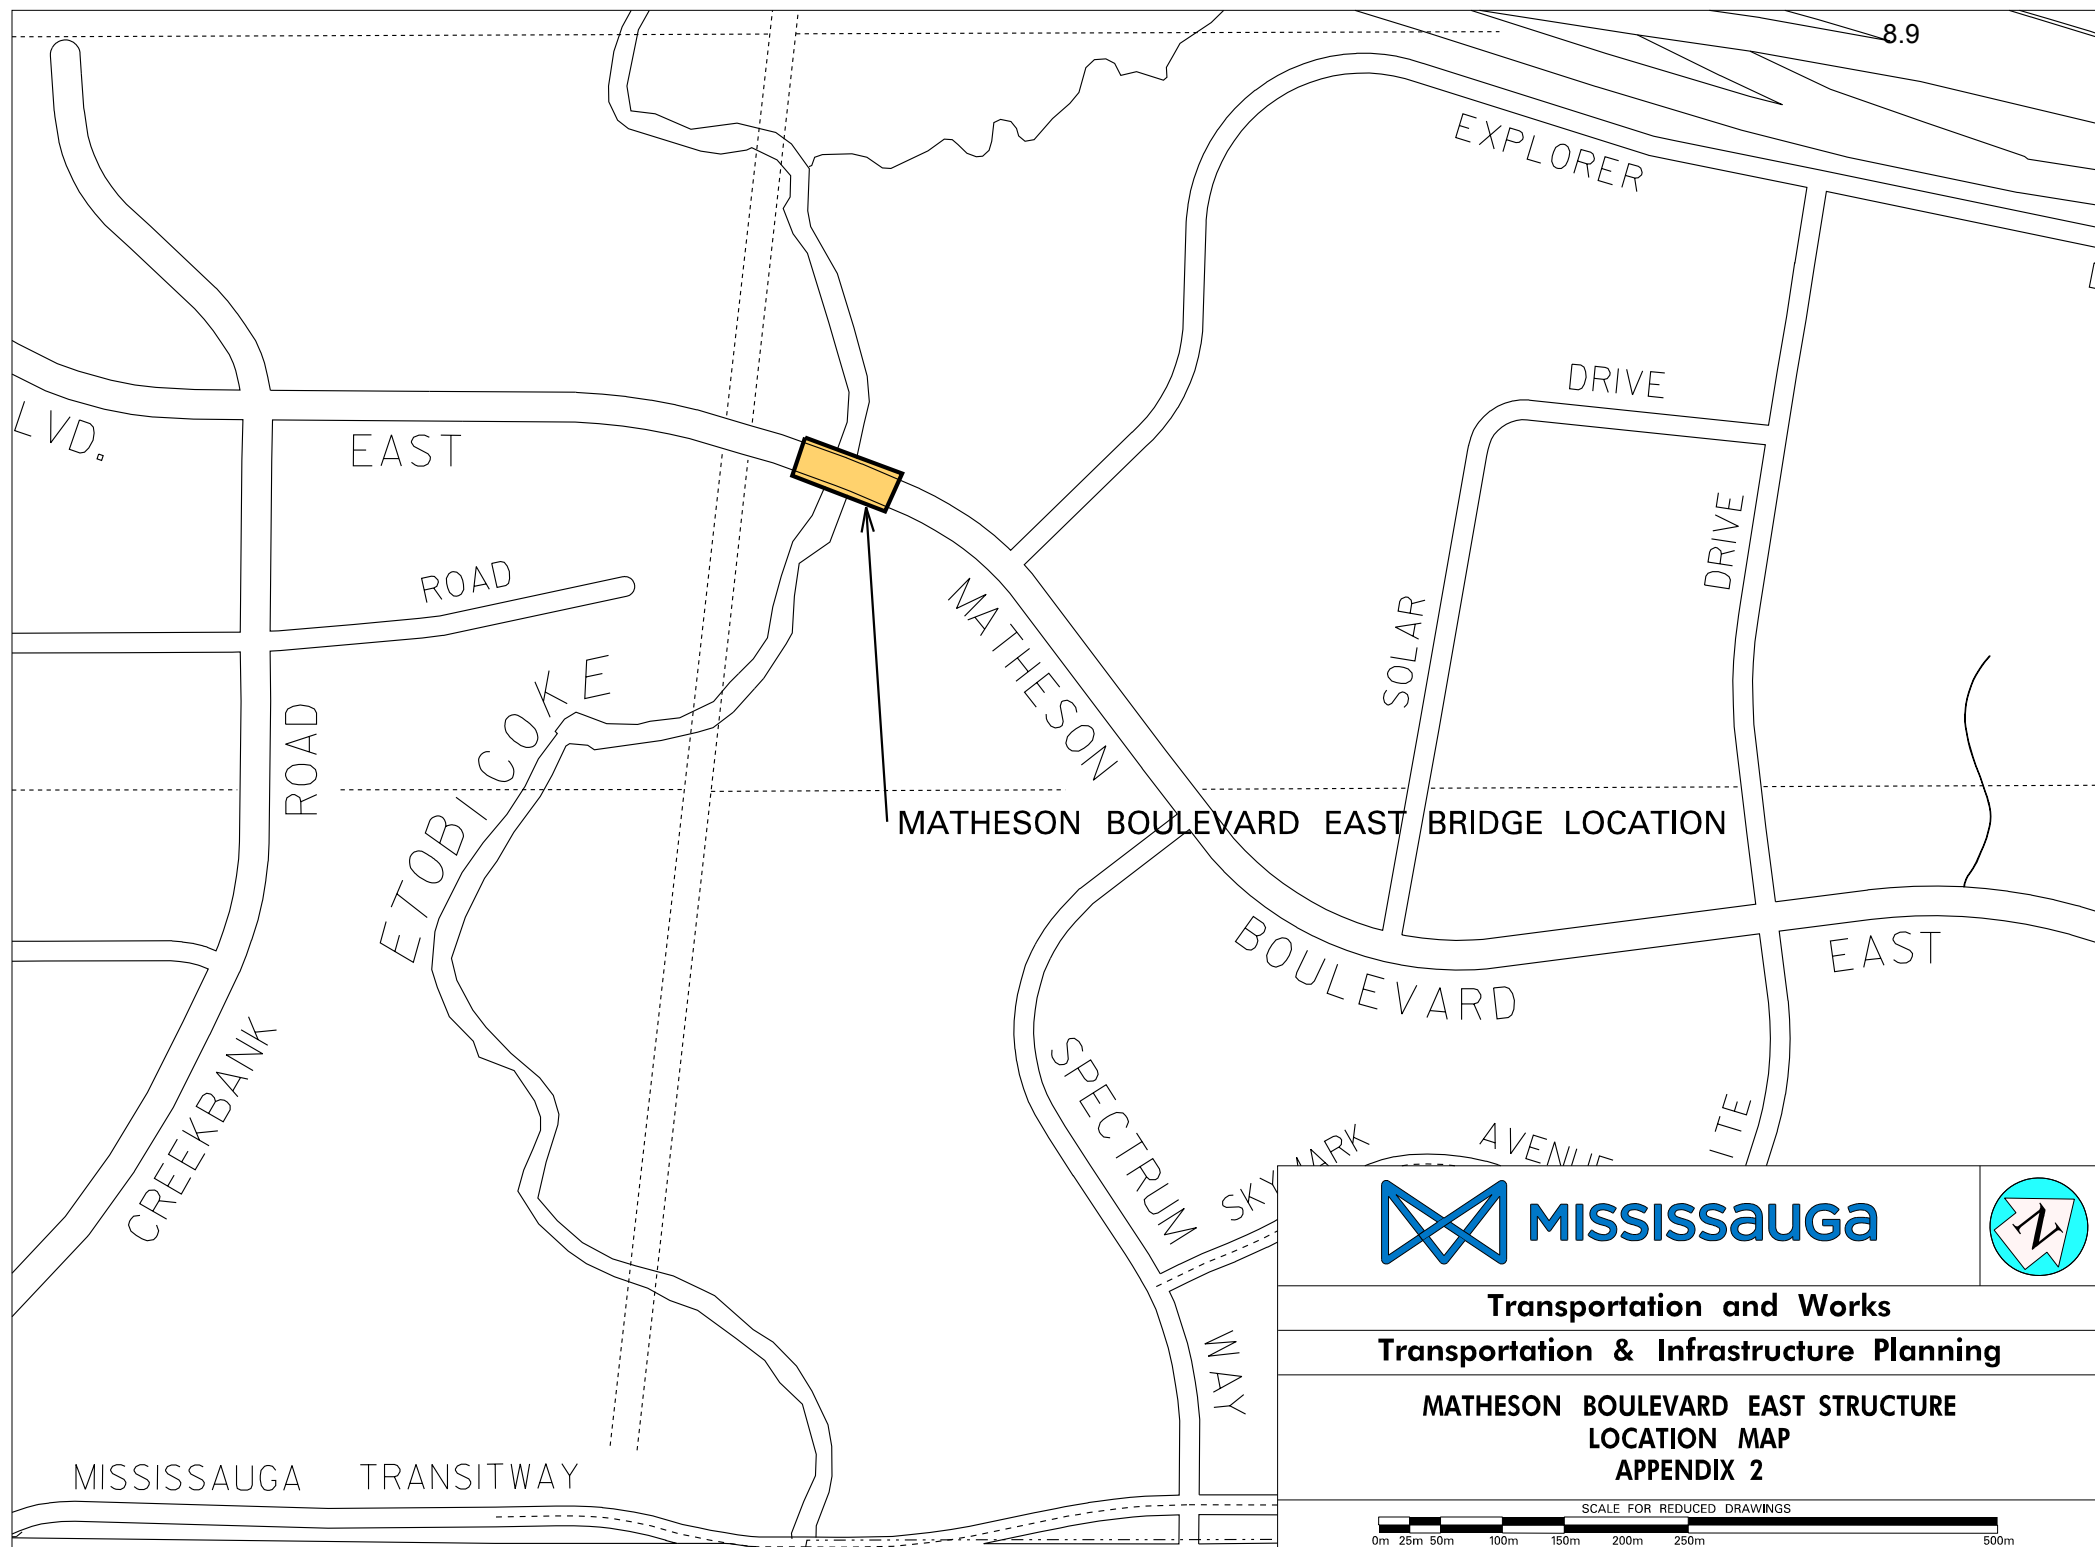 8.9
EXPLORER
DRIVE
LVD.
EAST
DRIVE
ROAD
MATHESON
SOLAR
ETOBICOKE
ROAD
MATHESON BOULEVARD EAST BRIDGE LOCATION
BOULEVARD
EAST
CREEKBANK
SPECTRUM
AVENUE
ITE
MISSISSAUGA
N
Transportation and Works
Transportation & Infrastructure Planning
WAY
MATHESON BOULEVARD EAST STRUCTURE
LOCATION MAP
APPENDIX 2
MISSISSAUGA TRANSITWAY
SCALE FOR REDUCED DRAWINGS
0m 25m 50m 100m 150m 200m 250m 500m